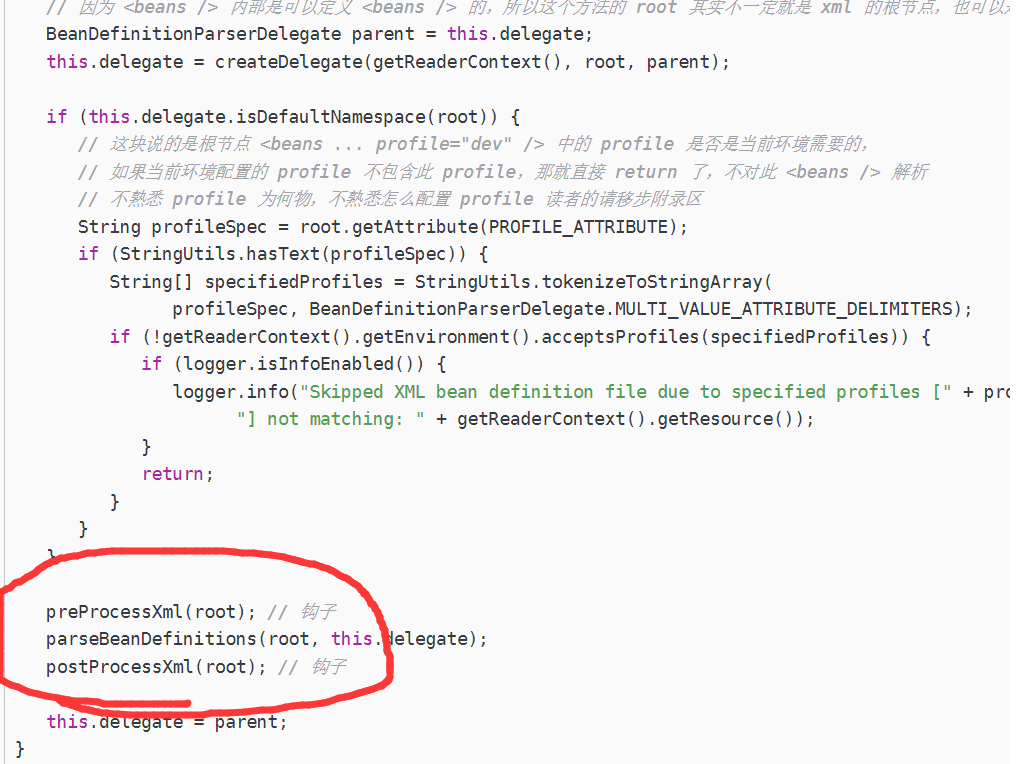 // 因为 <beans /> 内部是可以定义 <beans /> 的，所以这个方法的 root 其实不一定就是 xml 的根节点，也可以
BeanDefinitionParserDelegate parent = this.delegate;
this.delegate = createDelegate(getReaderContext(), root, parent);
if (this.delegate.isDefaultNamespace(root)) {
// 这块说的是根节点 <beans ... profile="dev" /> 中的 profile 是否是当前环境需要的，
// 如果当前环境配置的 profile 不包含此 profile，那就直接 return 了，不对此 <beans /> 解析
// 不熟悉 profile 为何物，不熟悉怎么配置 profile 读者的请移步附录区
String profileSpec = root.getAttribute(PROFILE_ATTRIBUTE);
if (StringUtils.hasText(profileSpec)) {
String[] specifiedProfiles = StringUtils.tokenizeToStringArray(
profileSpec, BeanDefinitionParserDelegate.MULTI_VALUE_ATTRIBUTE_DELIMITERS);
if (!getReaderContext().getEnvironment().acceptsProfiles(specifiedProfiles)) {
if (logger.isInfoEnabled()) {
logger.info("Skipped XML bean definition file due to specified profiles [" + pro
"] not matching: " + getReaderContext().getResource());
}
return;
}
}
}
preProcessXml(root); // 钩子
parseBeanDefinitions(root, this.delegate);
postProcessXml(root); // 钩子
this.delegate = parent;
}